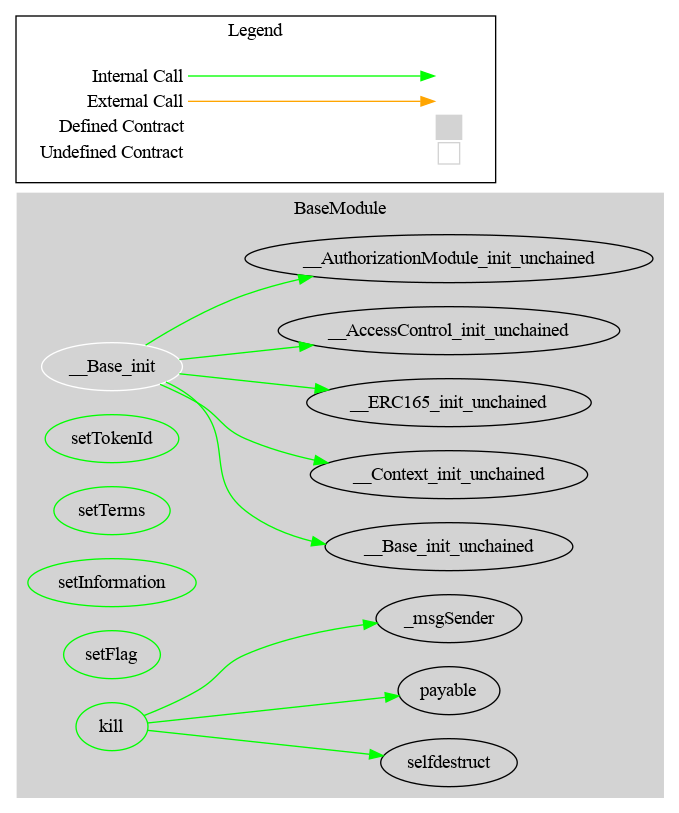 Legend
Internal Call
External Call
Defined Contract
Undefined Contract
BaseModule
__AuthorizationModule_init_unchained
__AccessControl_init_unchained
__Base_init
__ERC165_init_unchained
setTokenId
__Context_init_unchained
setTerms
__Base_init_unchained
setInformation
_msgSender
setFlag
payable
kill
selfdestruct